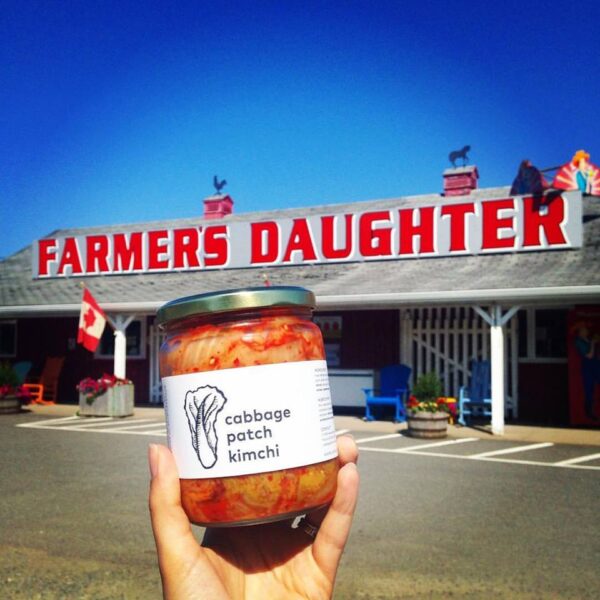 FARMER'S DAUGHTER
cabbage
patch
kimchi